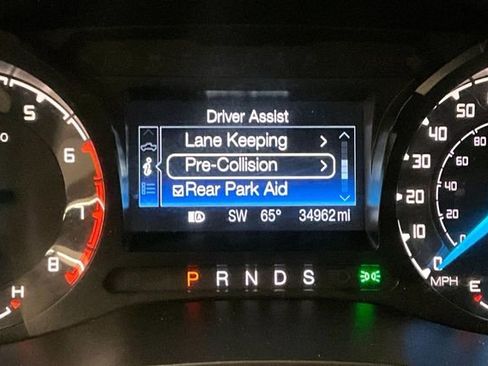 Driver Assist
Lane Keeping
Pre-Collision
Rear Park Aid
SW 65° 34962 mi
P R N D S
5
6
7
8
H
50
40
30
20
10
0
80
60
40
20
0
MPH
E